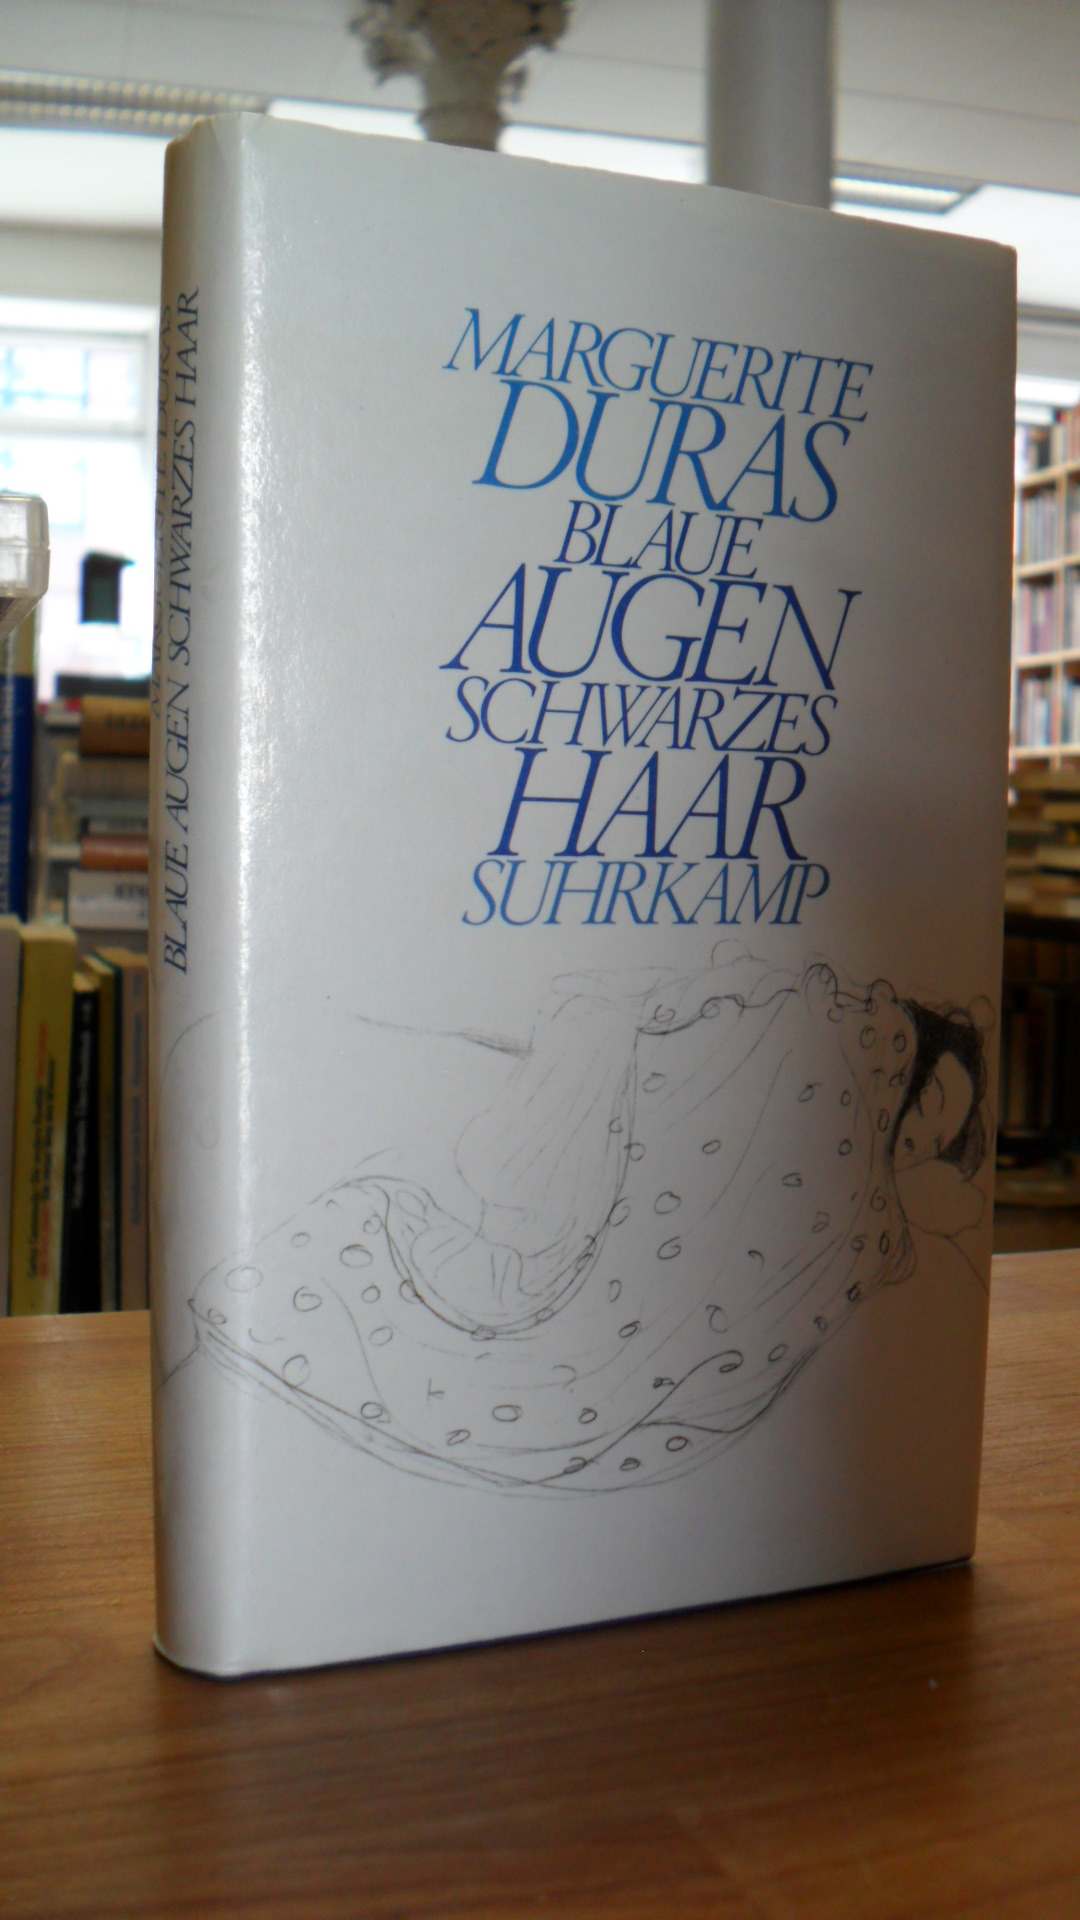 MARGUERITE
DURAS
BLAUE
AUGEN
SCHWARZES
HAAR
SUHRKAMP
MARGUERITE DURAS
BLAUE AUGEN SCHWARZES HAAR